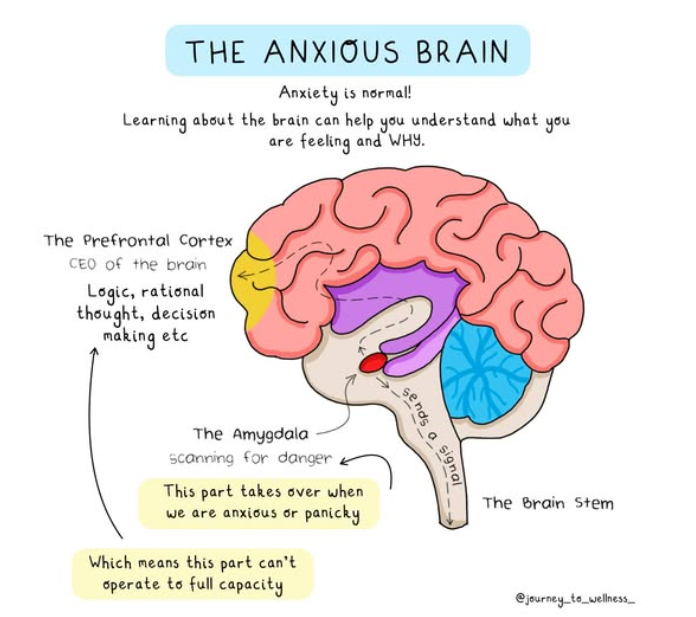 THE ANXIOUS BRAIN
Anxiety is normal!
Learning about the brain can help you understand what you
are feeling and WHY.
The Prefrontal Cortex
CEO of the brain
Logic, rational
thought, decision
making etc
sends a signal
The Amygdala
scanning for danger
This part takes over when
we are anxious or panicky
The Brain Stem
Which means this part can't
operate to full capacity
@journey_to_wellness_